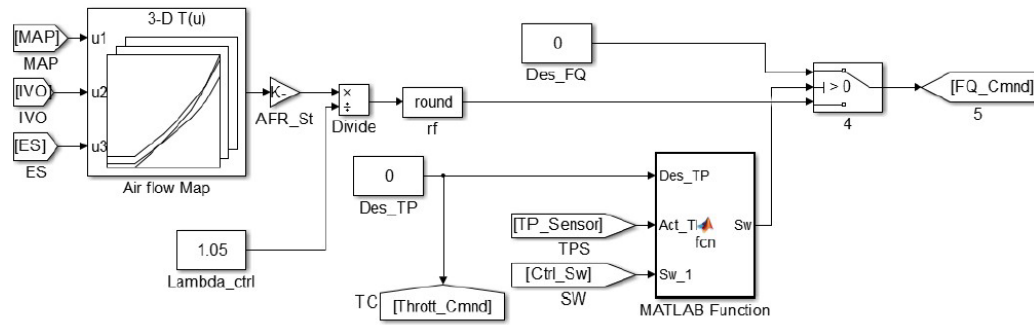 3-D T(u)
[MAP]
u1
MAP
[IVO]
u2
IVO
[ES]
u3
ES
Air flow Map
K-
AFR_St
×
÷
Divide
round
rf
0
Des_FQ
> 0
4
[FQ_Cmnd]
5
0
Des_TP
1.05
Lambda_ctrl
TC
[Thrott_Cmnd]
[TP_Sensor]
TPS
[Ctrl_Sw]
SW
Des_TP
Act_T
fcn
Sw
Sw_1
MATLAB Function